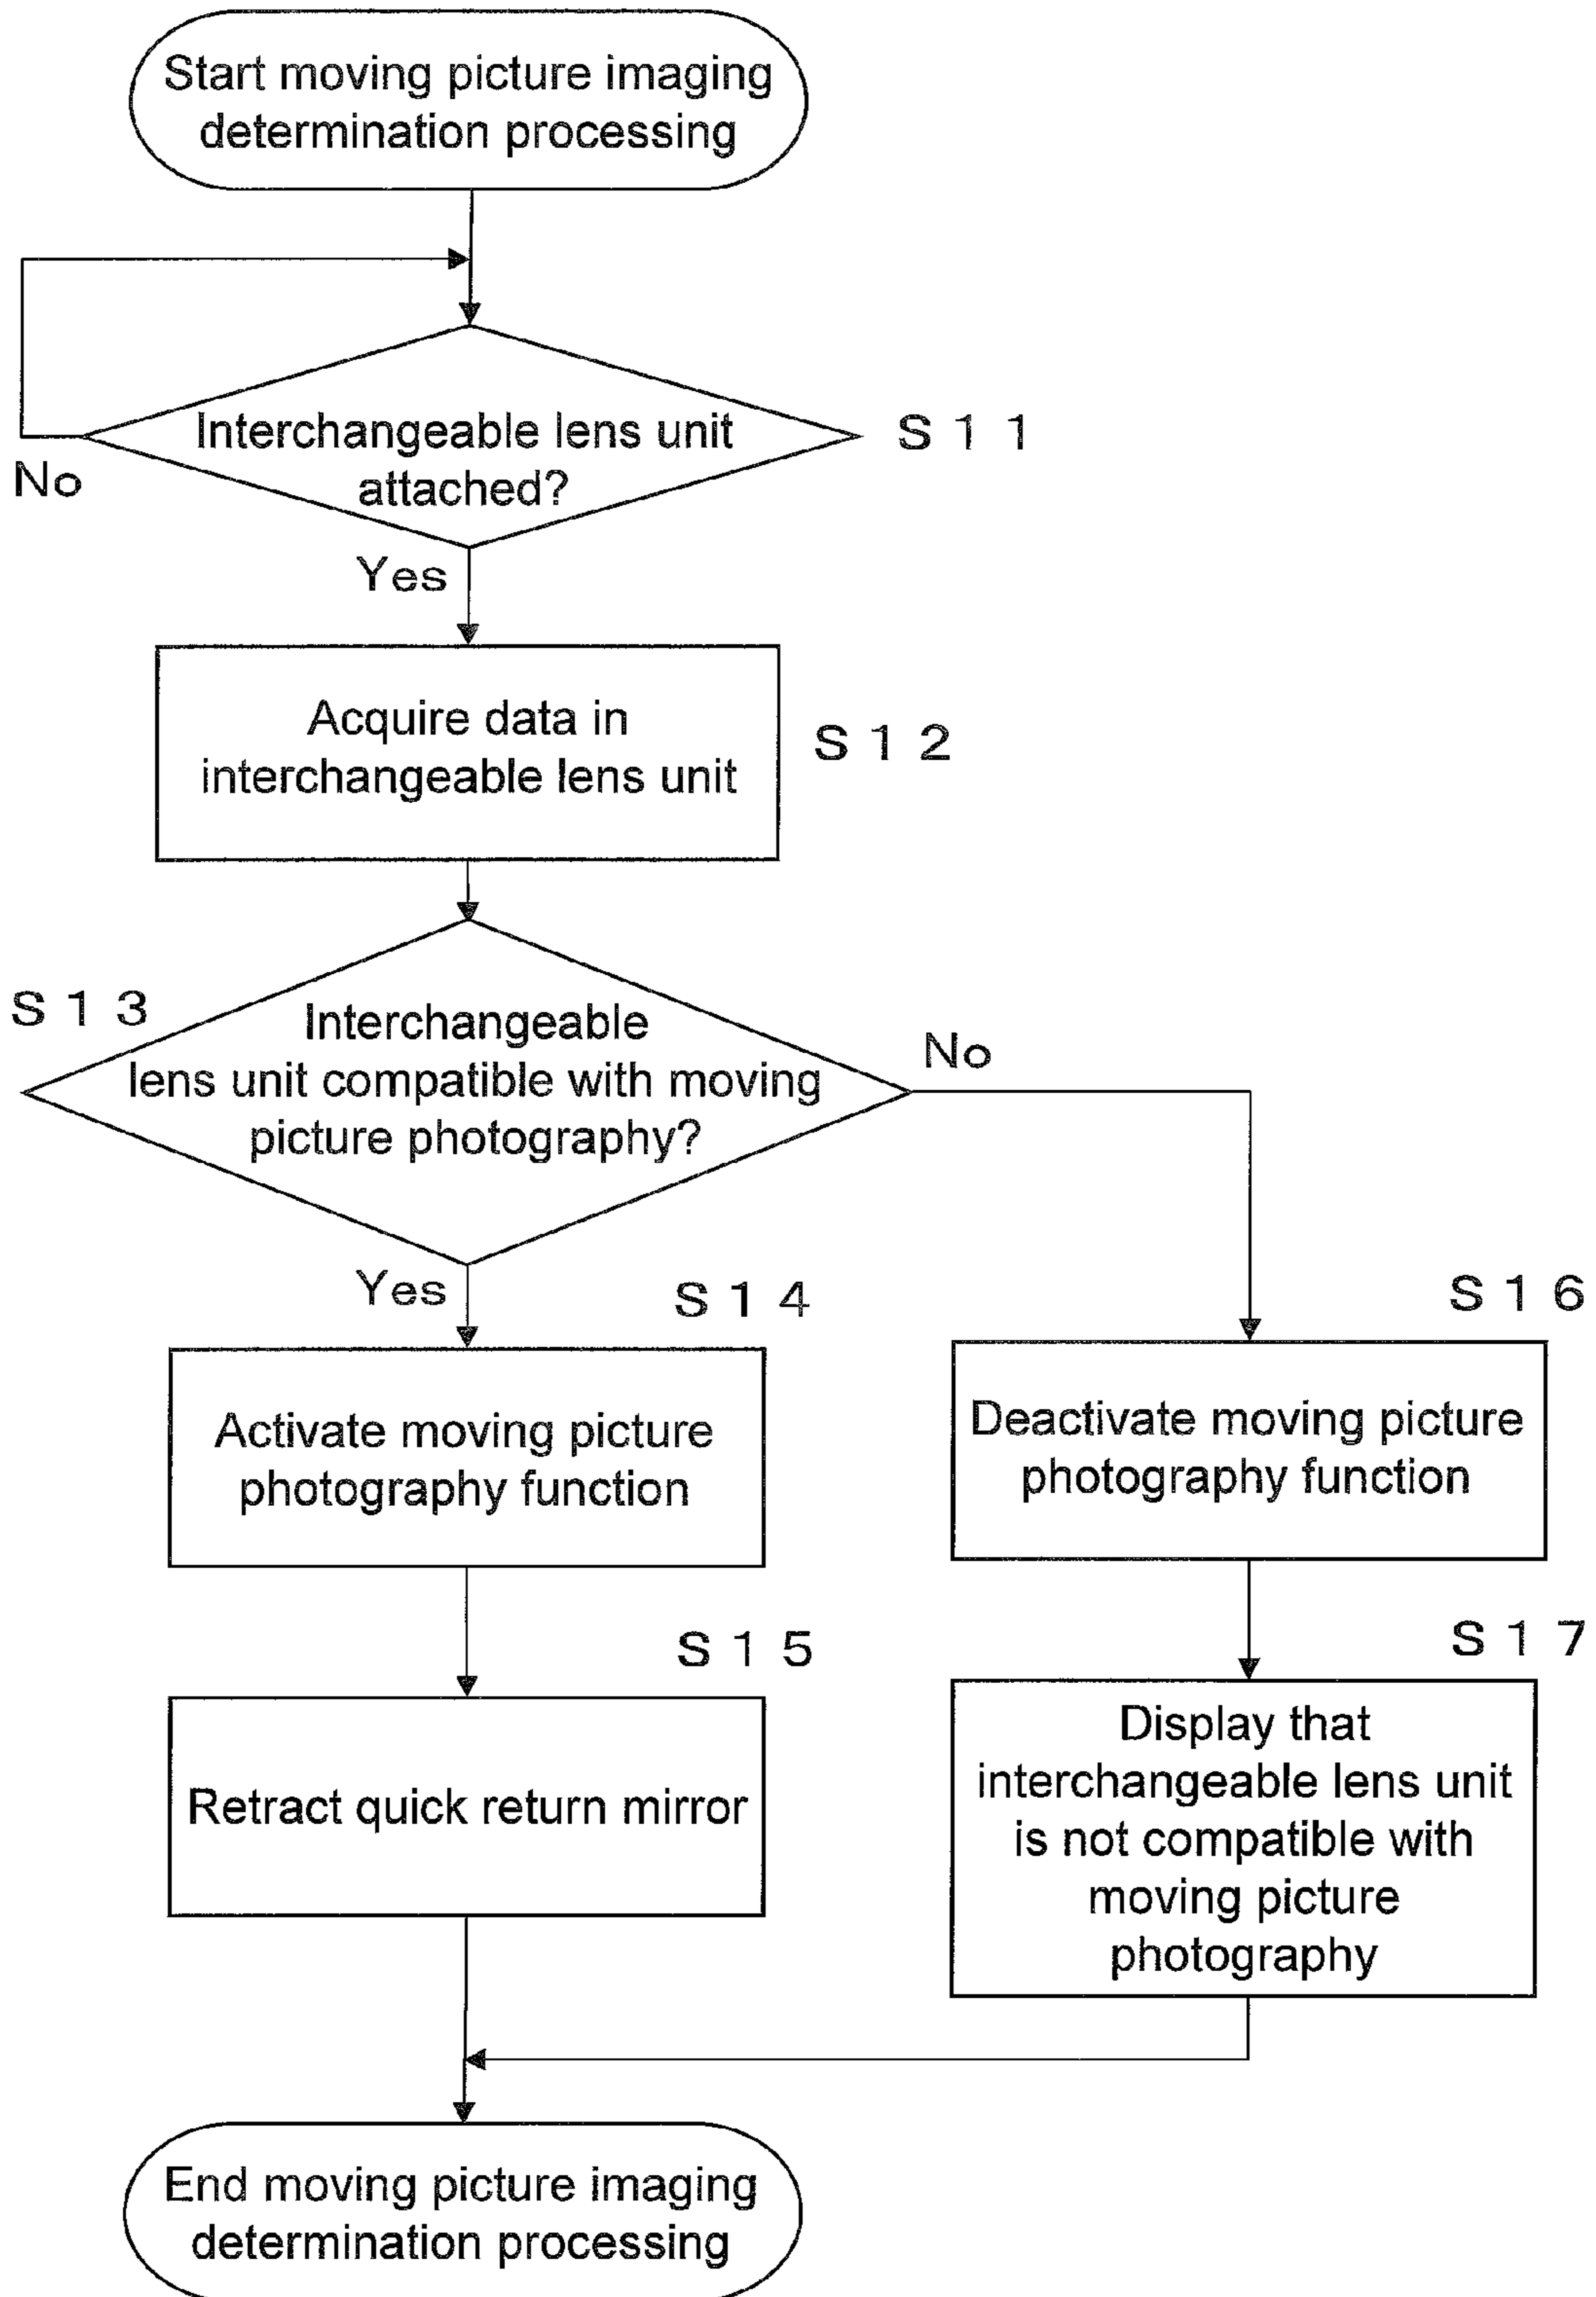 Start moving picture imaging
determination processing
Interchangeable lens unit
attached?
S 1 1
No
Yes
Acquire data in
interchangeable lens unit
S 1 2
S 1 3
Interchangeable
lens unit compatible with moving
picture photography?
No
Yes
S 1 4
Activate moving picture
photography function
S 1 6
Deactivate moving picture
photography function
S 1 5
Retract quick return mirror
S 1 7
Display that
interchangeable lens unit
is not compatible with
moving picture
photography
End moving picture imaging
determination processing